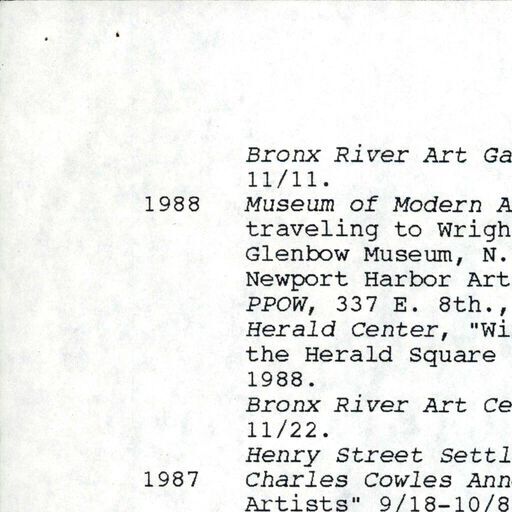 Bronx River Art Ga
11/11.
1988 Museum of Modern A
traveling to Wrigh
Glenbow Museum, N.
Newport Harbor Art
PPOW, 337 E. 8th.,
Herald Center, "Wi
the Herald Square
1988.
Bronx River Art Ce
11/22.
Henry Street Settl
1987 Charles Cowles Ann
Artists" 9/18-10/8